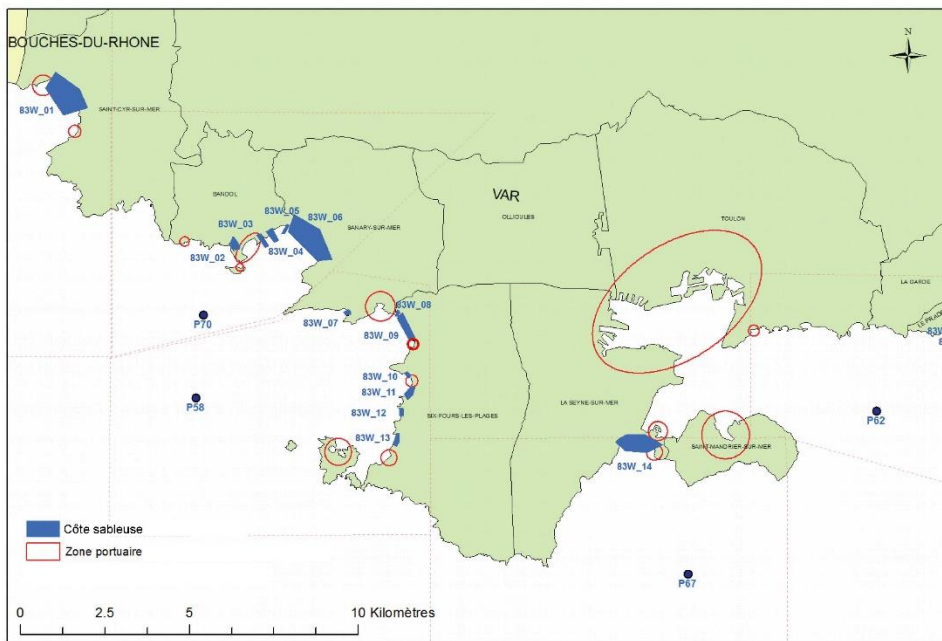 BOUCHES-DU-RHONE
N
83W_01
SAINT-CYR-SUR-MER
BANDOL
VAR
OLLIOULES
TOULON
83W_05
83W_06
SANARY-SUR-MER
83W_03
83W_04
83W_02
LA GARDE
83W_08
LE PRADE
P70
83W_07
83W_09
83W_10
83W_11
P58
83W_12
SIX-FOURS-LES-PLAGES
LA SEYNE-SUR-MER
P62
83W_13
SAINT-MANDRIER-SUR-MER
83W_14
Côte sableuse
Zone portuaire
P67
0 2.5 5 10 Kilomètres